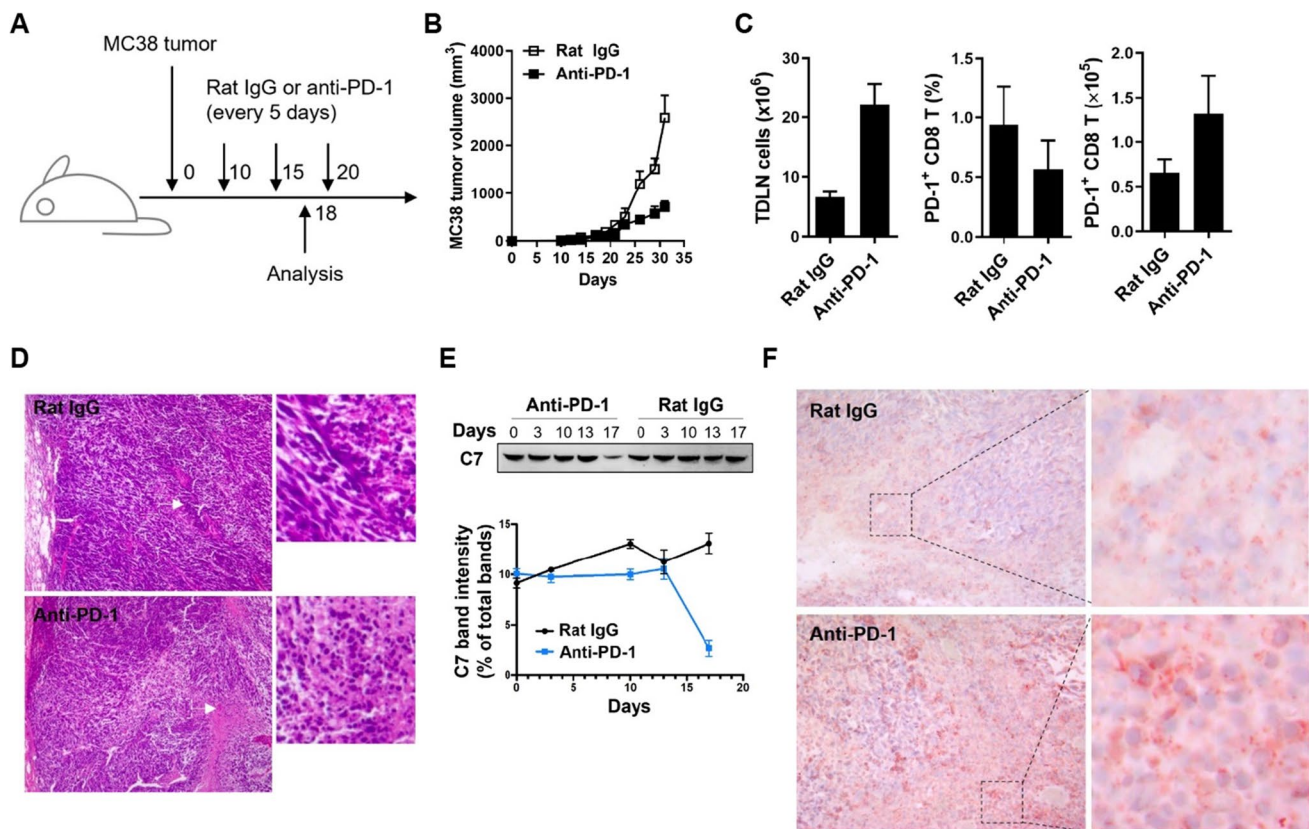 A
MC38 tumor
Rat IgG or anti-PD-1
(every 5 days)
0
10
15
20
18
Analysis
B
MC38 tumor volume (mm³)
4000
3000
2000
1000
0
Rat IgG
Anti-PD-1
0 5 10 15 20 25 30 35
Days
C
TDLN cells (x10⁶)
30
20
10
0
Rat IgG
Anti-PD-1
PD-1⁺ CD8 T (%)
1.5
1.0
0.5
0.0
Rat IgG
Anti-PD-1
PD-1⁺ CD8 T (×10⁵)
2.0
1.5
1.0
0.5
0.0
Rat IgG
Anti-PD-1
D
Rat IgG
Anti-PD-1
E
Anti-PD-1 Rat IgG
Days 0 3 10 13 17 0 3 10 13 17
C7
C7 band intensity
(% of total bands)
15
10
5
0
Rat IgG
Anti-PD-1
0 5 10 15 20
Days
F
Rat IgG
Anti-PD-1